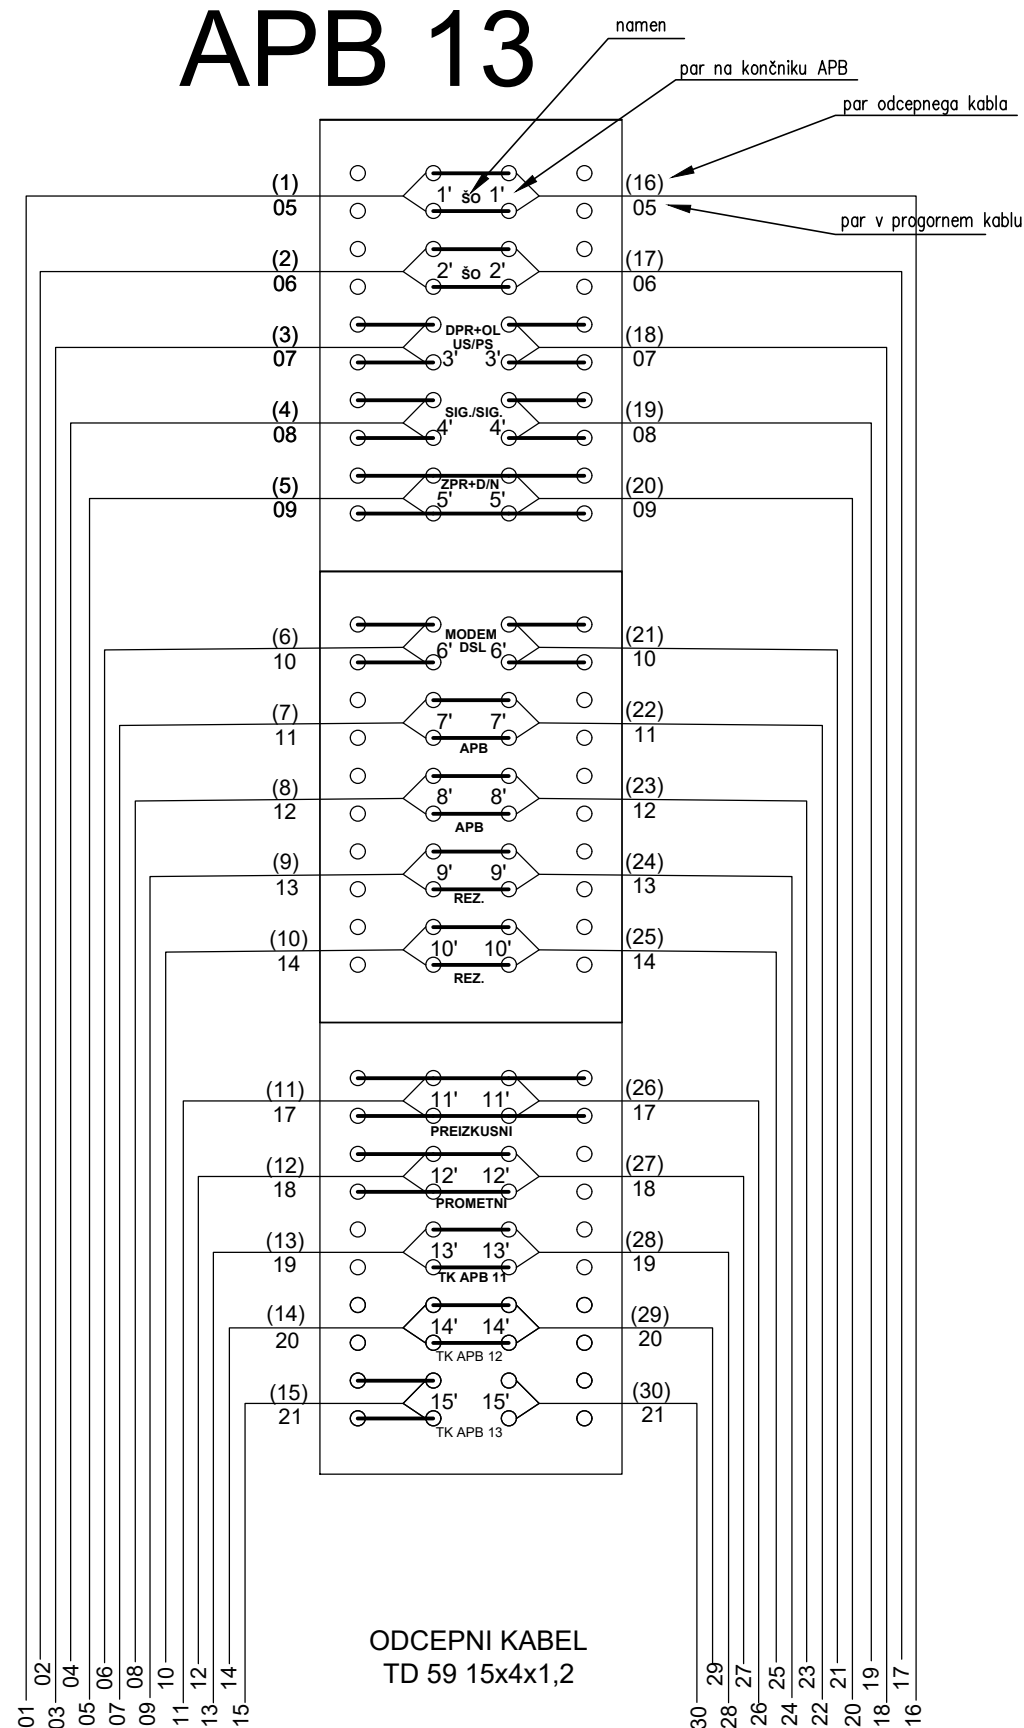 APB 13
namen
par na končniku APB
par odcepnega kabla
par v progornem kablu
(1) 1' ŠO 1' (16)
05 05
(2) 2' ŠO 2' (17)
06 06
(3) DPR+OL (18)
US/PS
07 3' 3' 07
(4) SIG./SIG. (19)
08 4' 4' 08
(5) ZPR+D/N (20)
09 5' 5' 09
(6) MODEM (21)
10 6' DSL 6' 10
(7) 7' 7' (22)
11 APB 11
(8) 8' 8' (23)
12 APB 12
(9) 9' 9' (24)
13 REZ. 13
(10) 10' 10' (25)
14 REZ. 14
(11) 11' 11' (26)
17 PREIZKUSNI 17
(12) 12' 12' (27)
18 PROMETNI 18
(13) 13' 13' (28)
19 TK APB 11 19
(14) 14' 14' (29)
20 TK APB 12 20
(15) 15' 15' (30)
21 TK APB 13 21
ODCEPNI KABEL
TD 59 15x4x1,2
01 02 03 04 05 06 07 08 09 10 11 12 13 14 15 30 29 28 27 26 25 24 23 22 21 20 19 18 17 16